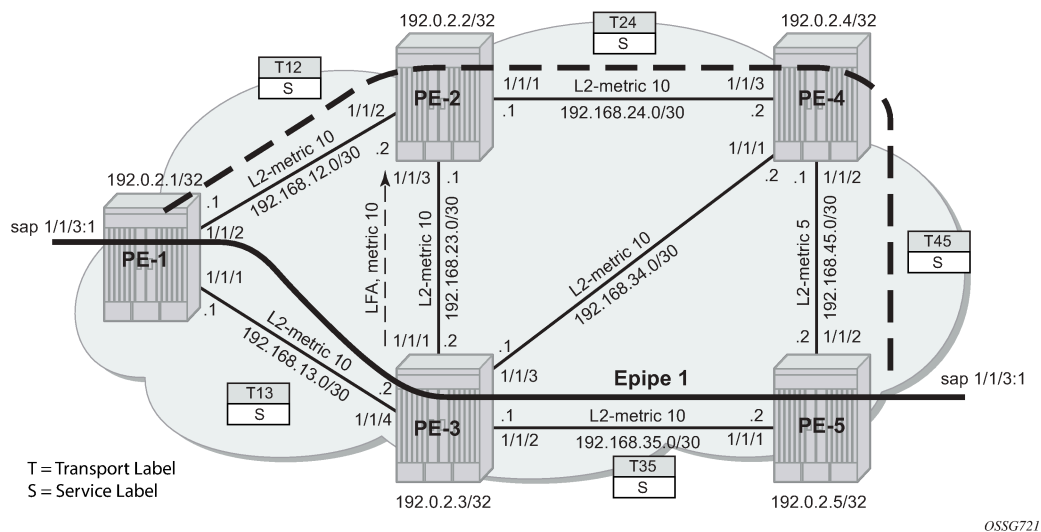 192.0.2.2/32
T24
S
192.0.2.4/32
T12
S
1/1/1
L2-metric 10
1/1/3
PE-2
PE-4
1/1/2
.1
192.168.24.0/30
.2
L2-metric 10
192.168.12.0/30
.2
1/1/1
192.0.2.1/32
1/1/3
.1
.2
.1
1/1/2
.1
sap 1/1/3:1
1/1/2
PE-1
LFA, metric 10
L2-metric 10
192.168.23.0/30
L2-metric 10
192.168.34.0/30
L2-metric 5
192.168.45.0/30
T45
S
1/1/1
.1
L2-metric 10
192.168.13.0/30
1/1/1
.2
.1
.2
1/1/2
1/1/3
Epipe 1
sap 1/1/3:1
T13
S
.2
1/1/4
PE-3
.1
L2-metric 10
.2
PE-5
1/1/2
192.168.35.0/30
1/1/1
T35
S
T = Transport Label
S = Service Label
192.0.2.3/32
192.0.2.5/32
OSSG721